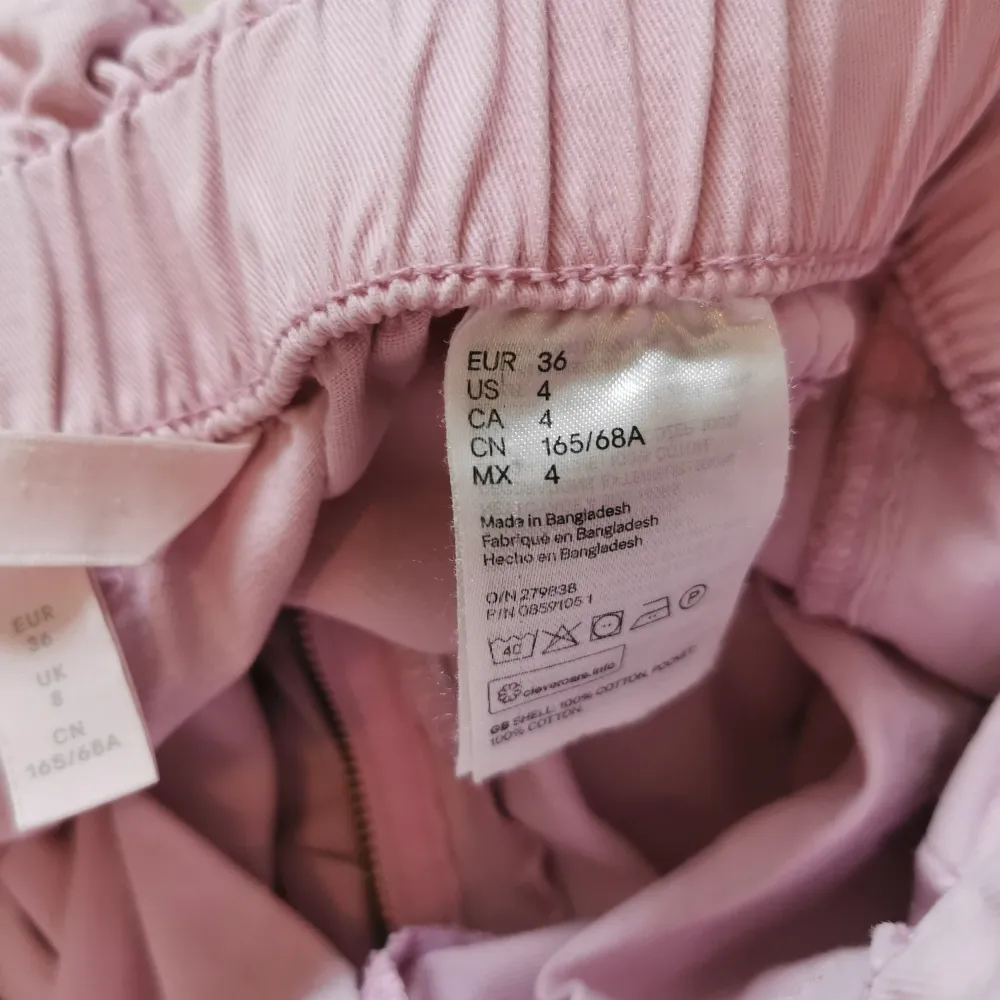 EUR 36
US 4
CA 4
CN 165/68A
MX 4
Made in Bangladesh
Fabriqué en Bangladesh
Hecho en Bangladesh
O/N 279838
P/N 0859105 1
40
P
clevercare.info
GB SHELL: 100% COTTON, POCKET:
100% COTTON
EUR
36
UK
8
CN
165/68A